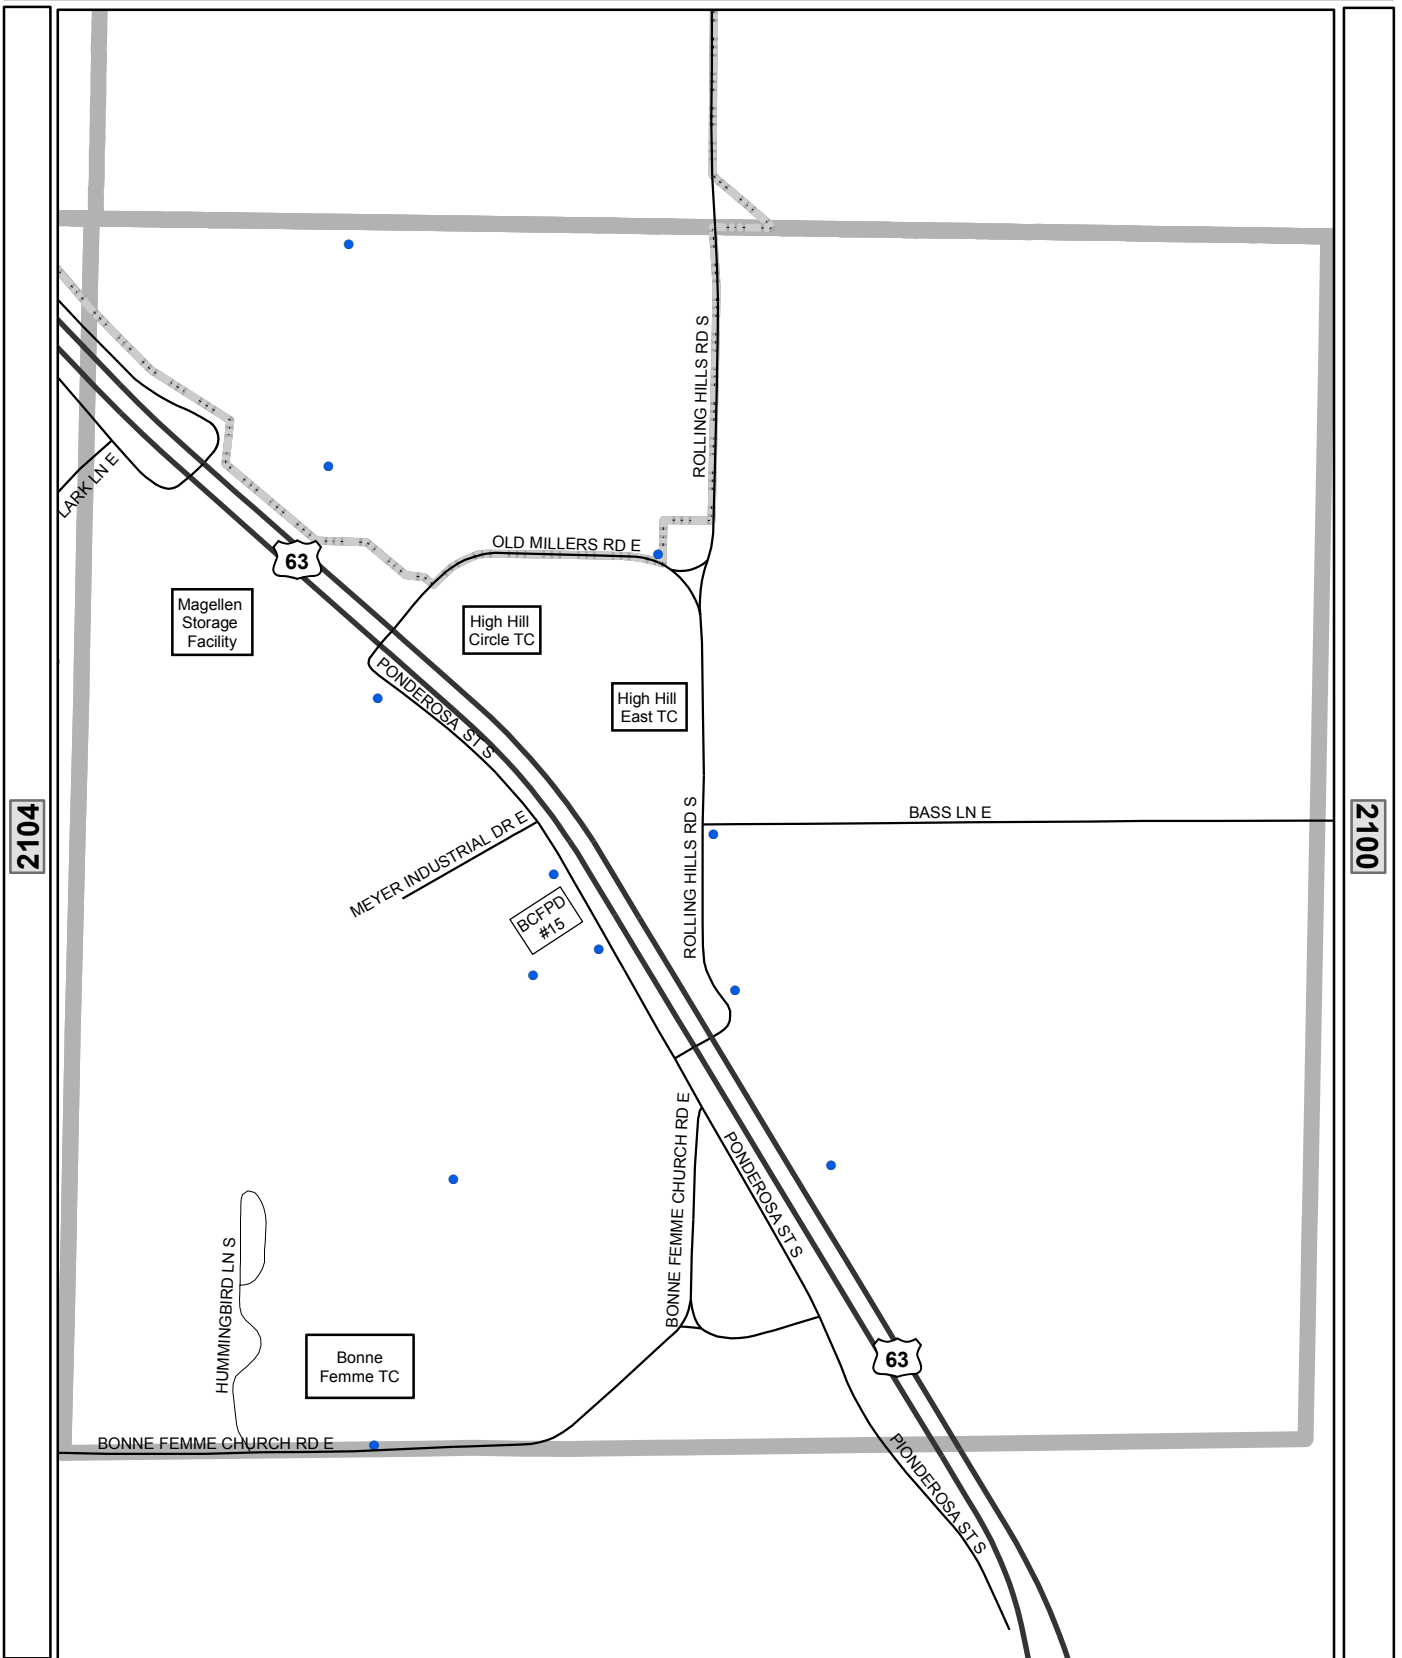 ROLLING HILLS RD S
LARK LN E
OLD MILLERS RD E
63
Magellen
Storage
Facility
High Hill
Circle TC
PONDEROSA ST S
High Hill
East TC
2104
MEYER INDUSTRIAL DR E
ROLLING HILLS RD S
BASS LN E
2100
BCFPD
#15
BONNE FEMME CHURCH RD E
PONDEROSA ST S
HUMMINGBIRD LN S
Bonne
Femme TC
63
BONNE FEMME CHURCH RD E
PIONDEROSA ST S